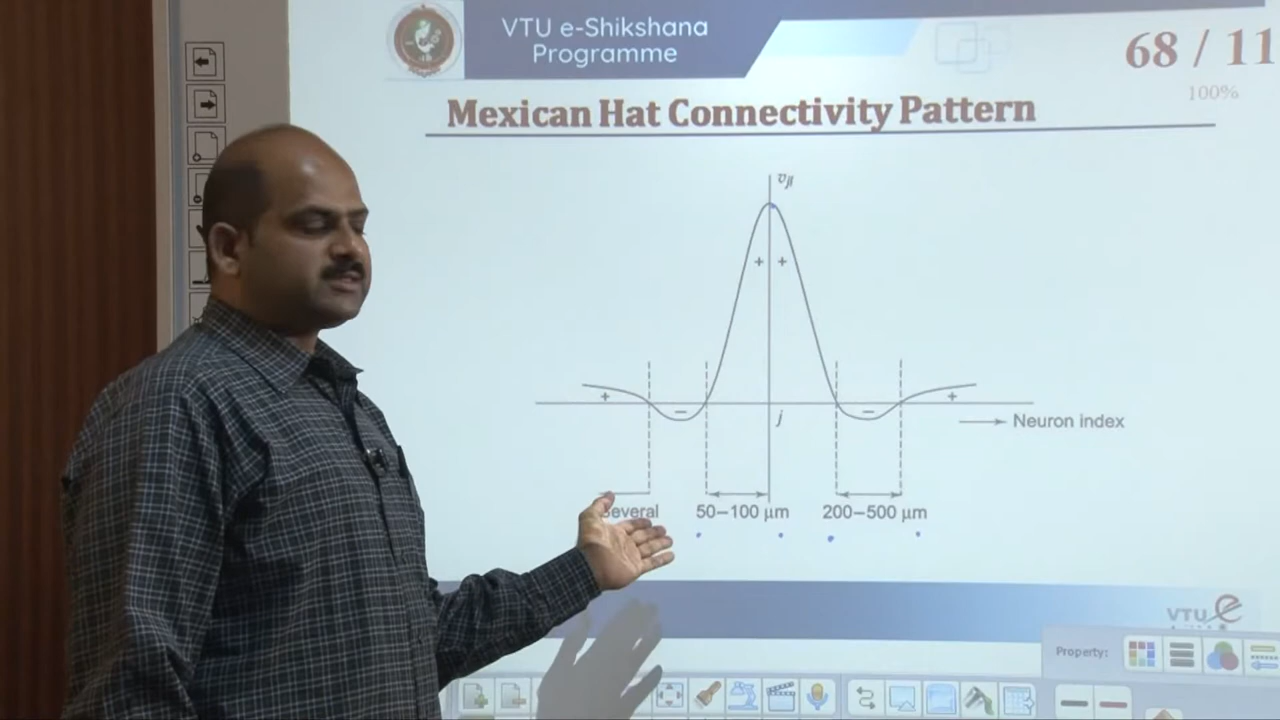 VTU e-Shikshana
Programme
68 / 11
100%
Mexican Hat Connectivity Pattern
+ +
+ − − +
j
Neuron index
Several 50–100 μm 200–500 μm
VTU e
Property: